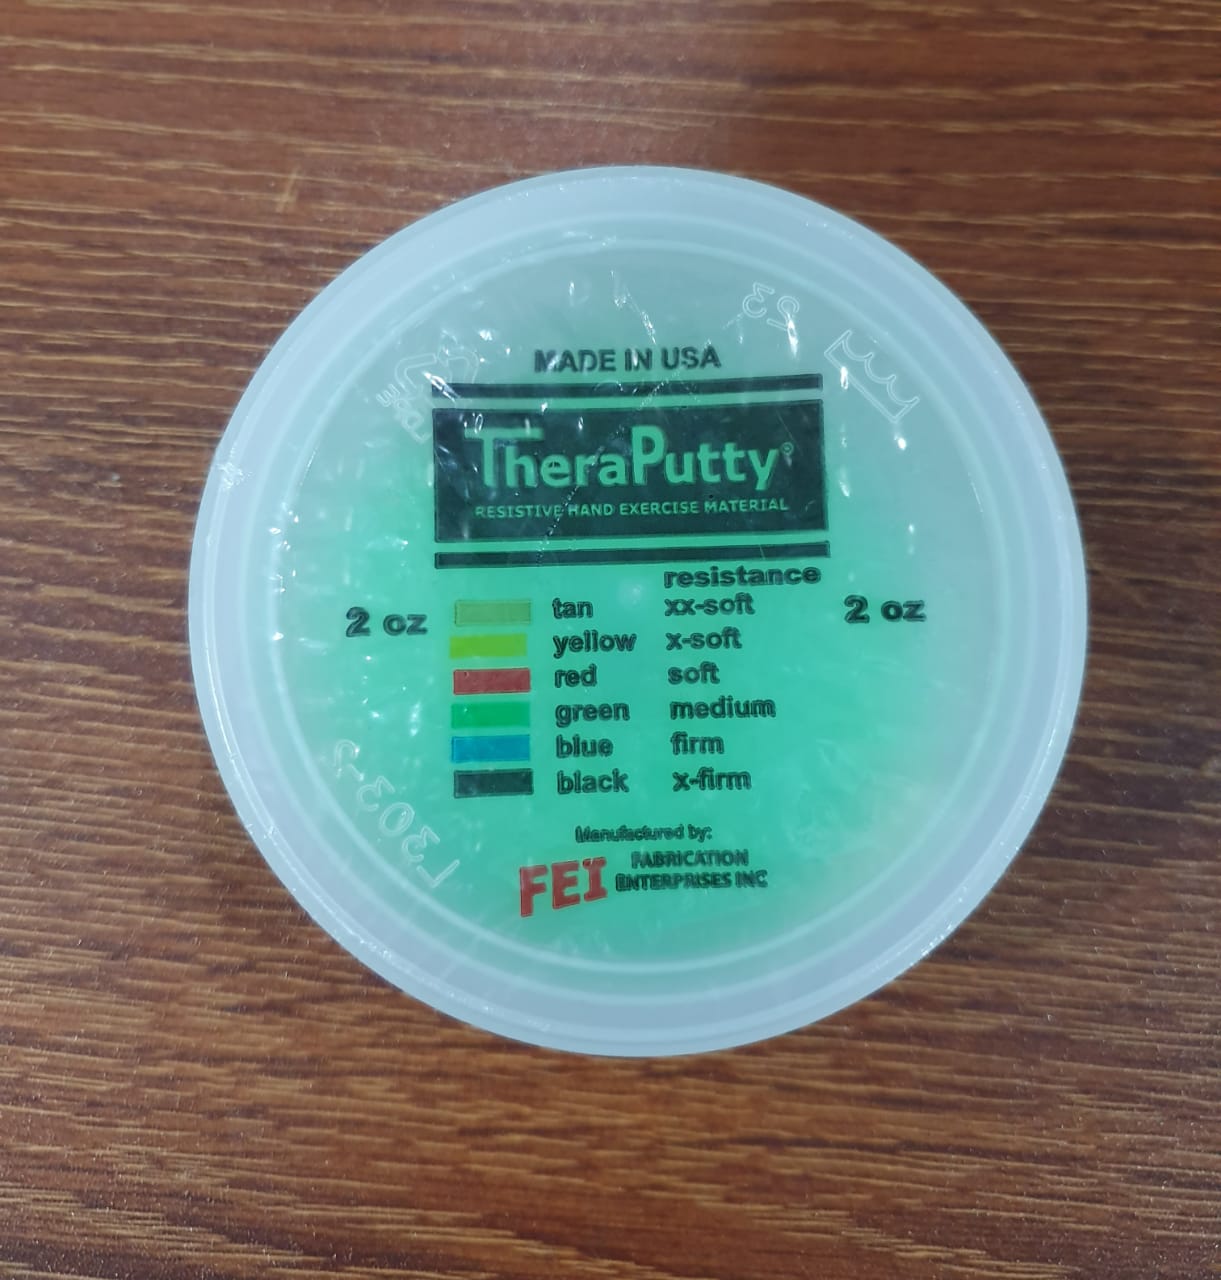 MADE IN USA
TheraPutty®
RESISTIVE HAND EXERCISE MATERIAL
resistance
2 oz
tan xx-soft
2 oz
yellow x-soft
red soft
green medium
blue firm
black x-firm
Manufactured by:
FEI FABRICATION
ENTERPRISES INC